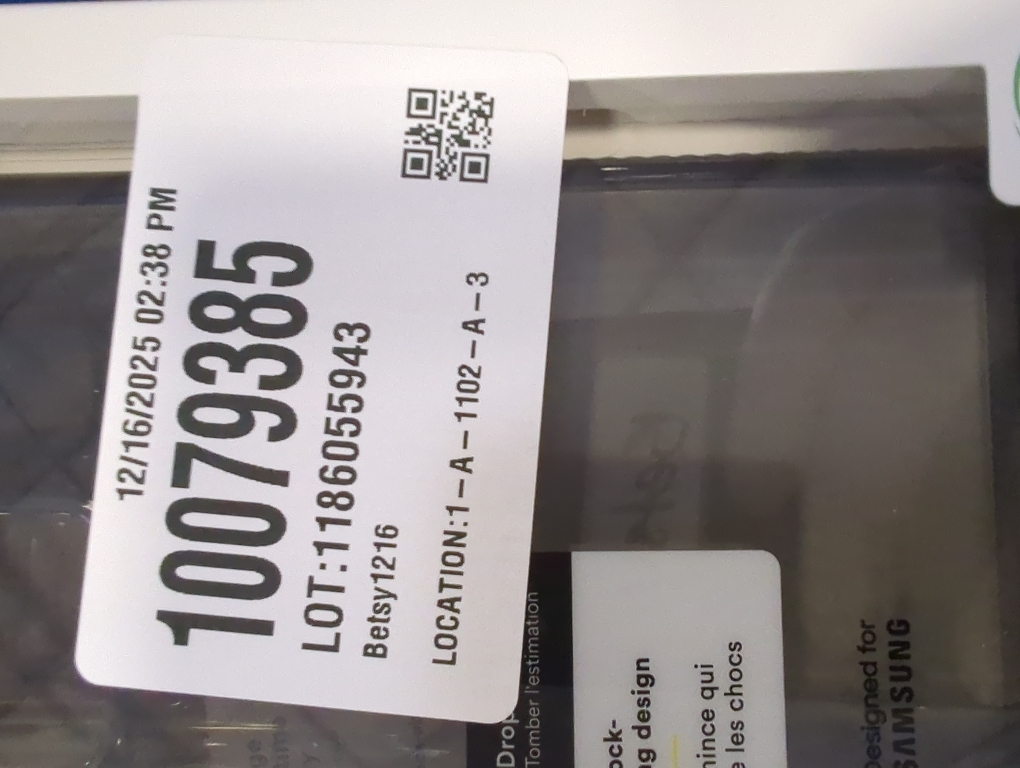 12/16/2025 02:38 PM
10079385
LOT:1186055943
Betsy1216
LOCATION:1-A-1102-A-3
Drop
Tomber l'estimation
ock-
ng design
mince qui
e les chocs
Designed for
SAMSUNG